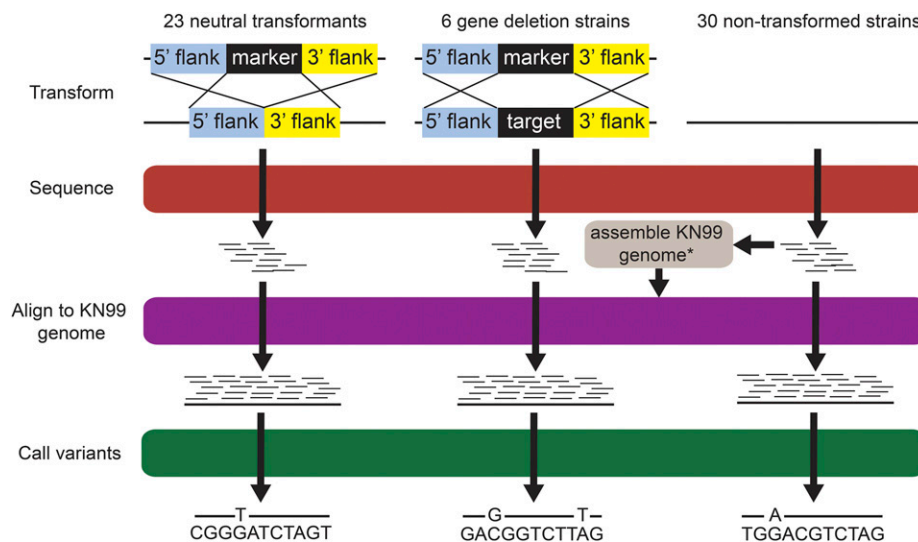 23 neutral transformants
6 gene deletion strains
30 non-transformed strains
5' flank marker 3' flank
5' flank marker 3' flank
Transform
5' flank 3' flank
5' flank target 3' flank
Sequence
assemble KN99
genome*
Align to KN99
genome
Call variants
T
CGGGATCTAGT
G T
GACGGTCTTAG
A
TGGACGTCTAG